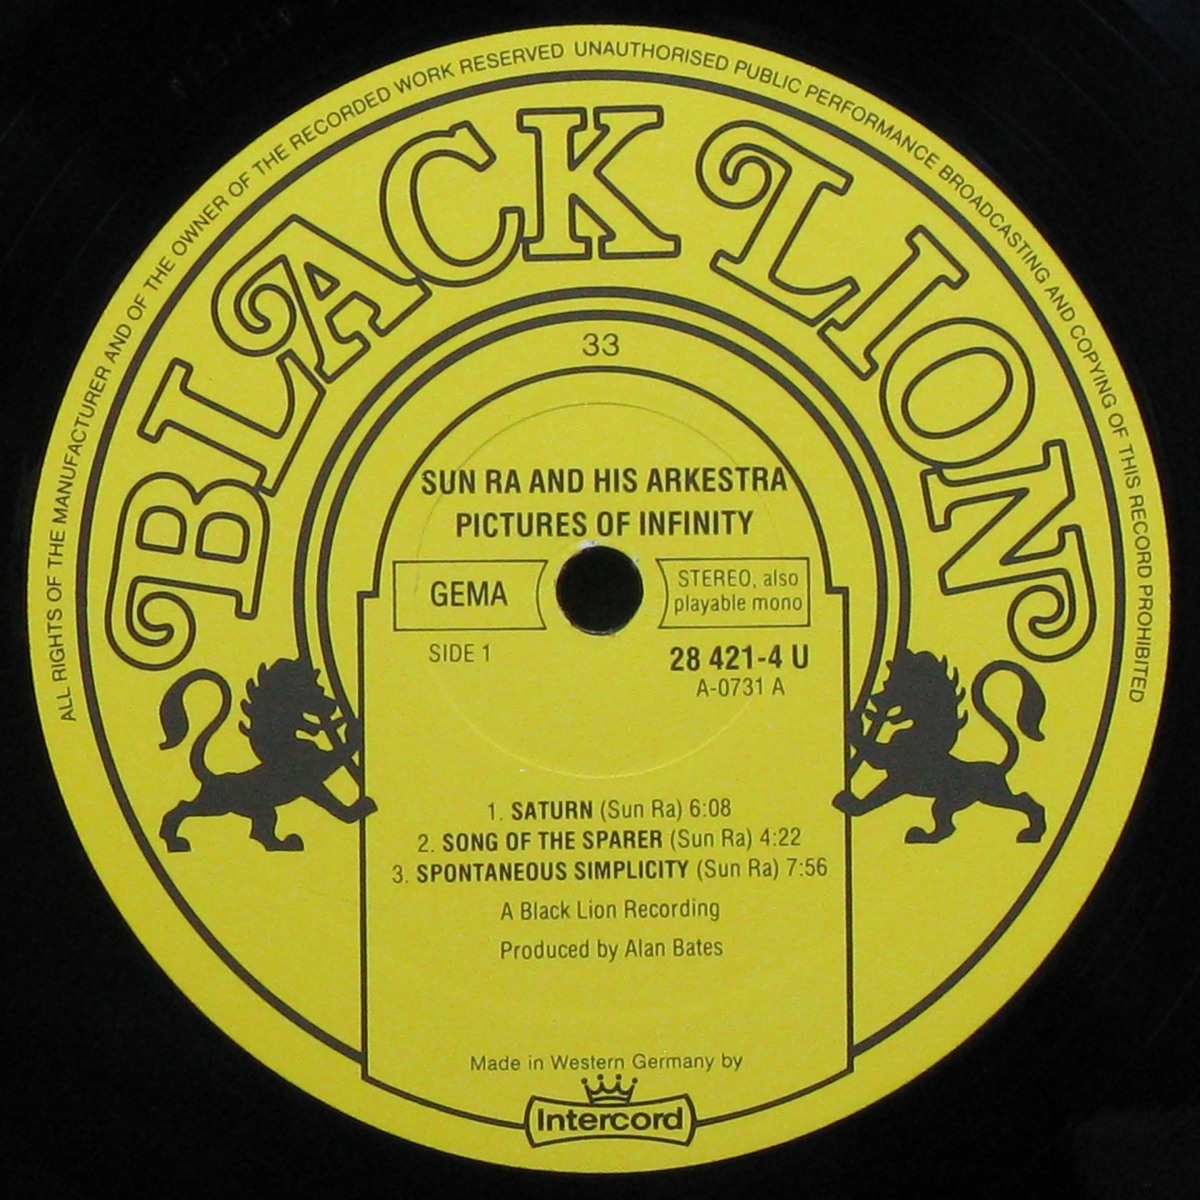 ALL RIGHTS OF THE MANUFACTURER AND OF THE OWNER OF THE RECORDED WORK RESERVED UNAUTHORISED PUBLIC PERFORMANCE BROADCASTING AND COPYING OF THIS RECORD PROHIBITED
BLACK LION
33
SUN RA AND HIS ARKESTRA
PICTURES OF INFINITY
GEMA
STEREO, also
playable mono
SIDE 1
28 421-4 U
A-0731 A
1. SATURN (Sun Ra) 6:08
2. SONG OF THE SPARER (Sun Ra) 4:22
3. SPONTANEOUS SIMPLICITY (Sun Ra) 7:56
A Black Lion Recording
Produced by Alan Bates
Made in Western Germany by
Intercord